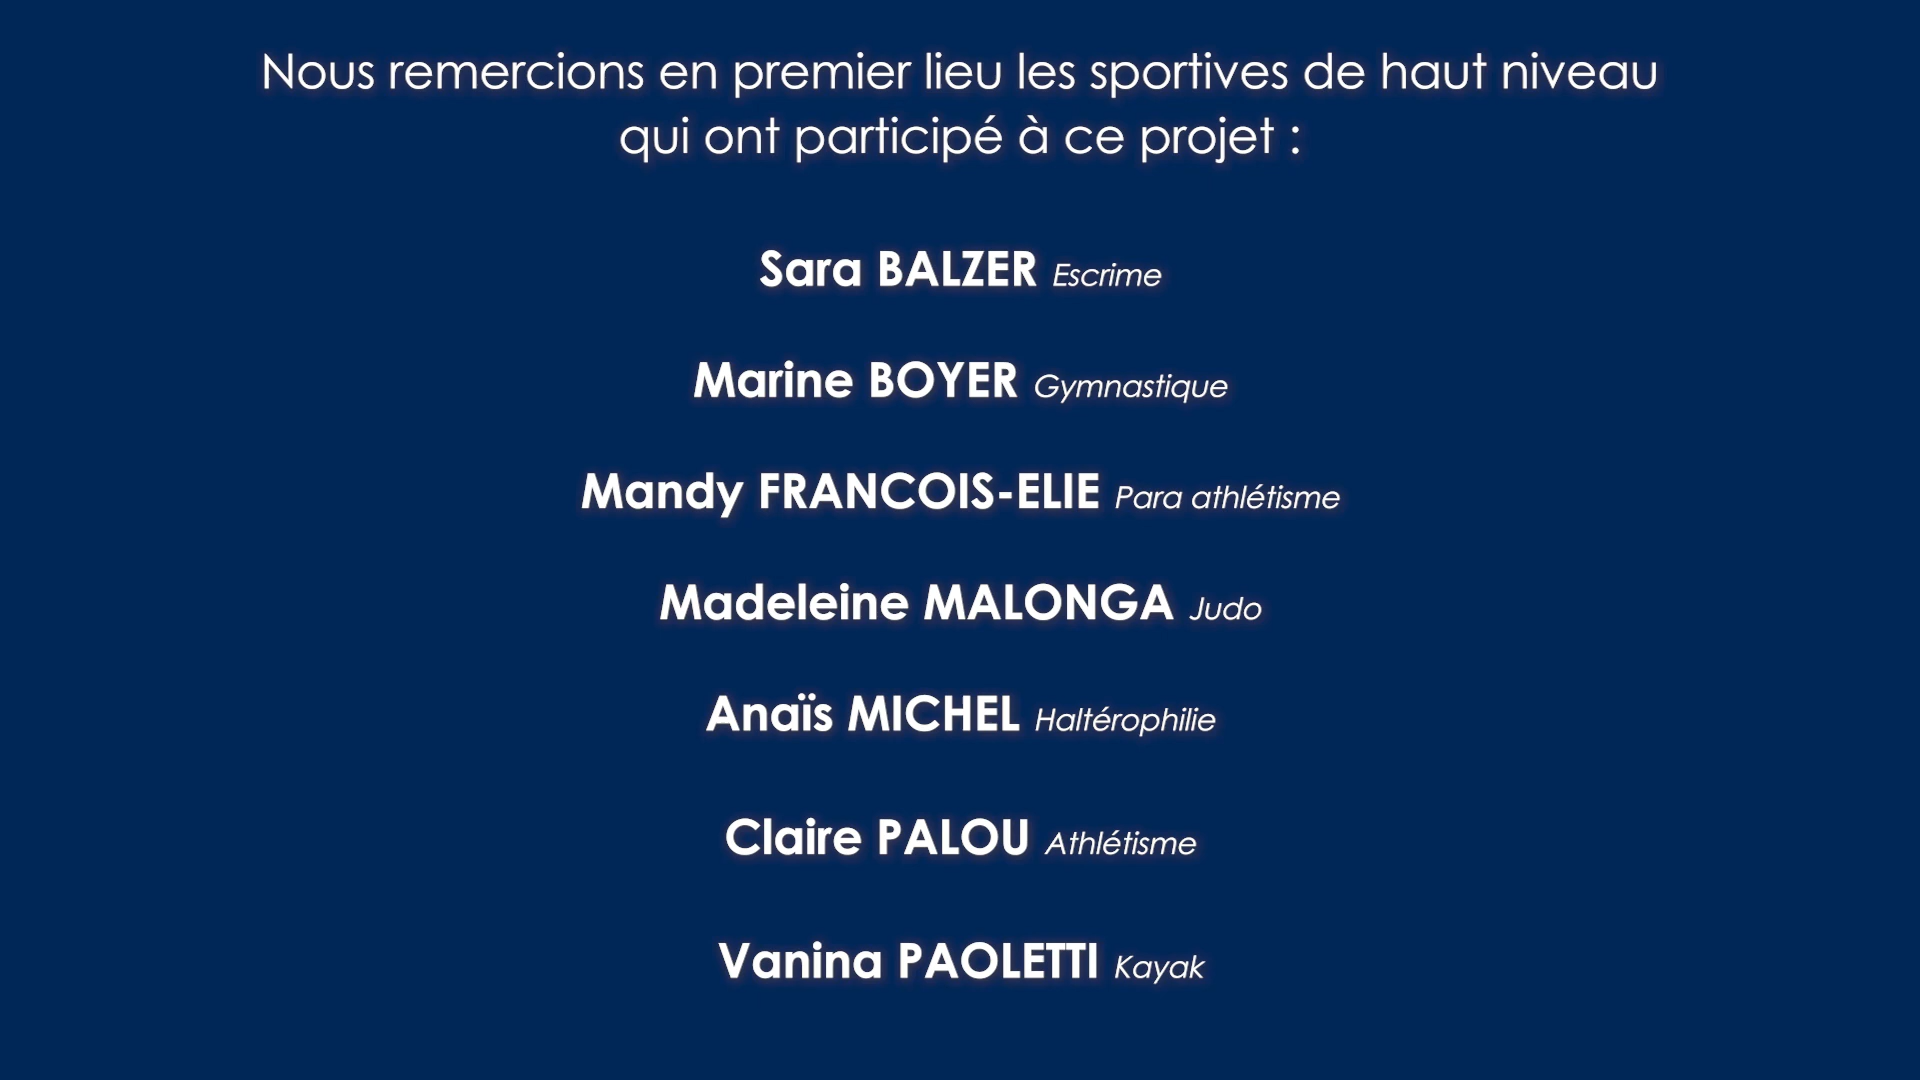 Nous remercions en premier lieu les sportives de haut niveau
qui ont participé à ce projet :
Sara BALZER Escrime
Marine BOYER Gymnastique
Mandy FRANCOIS-ELIE Para athlétisme
Madeleine MALONGA Judo
Anaïs MICHEL Haltérophilie
Claire PALOU Athlétisme
Vanina PAOLETTI Kayak